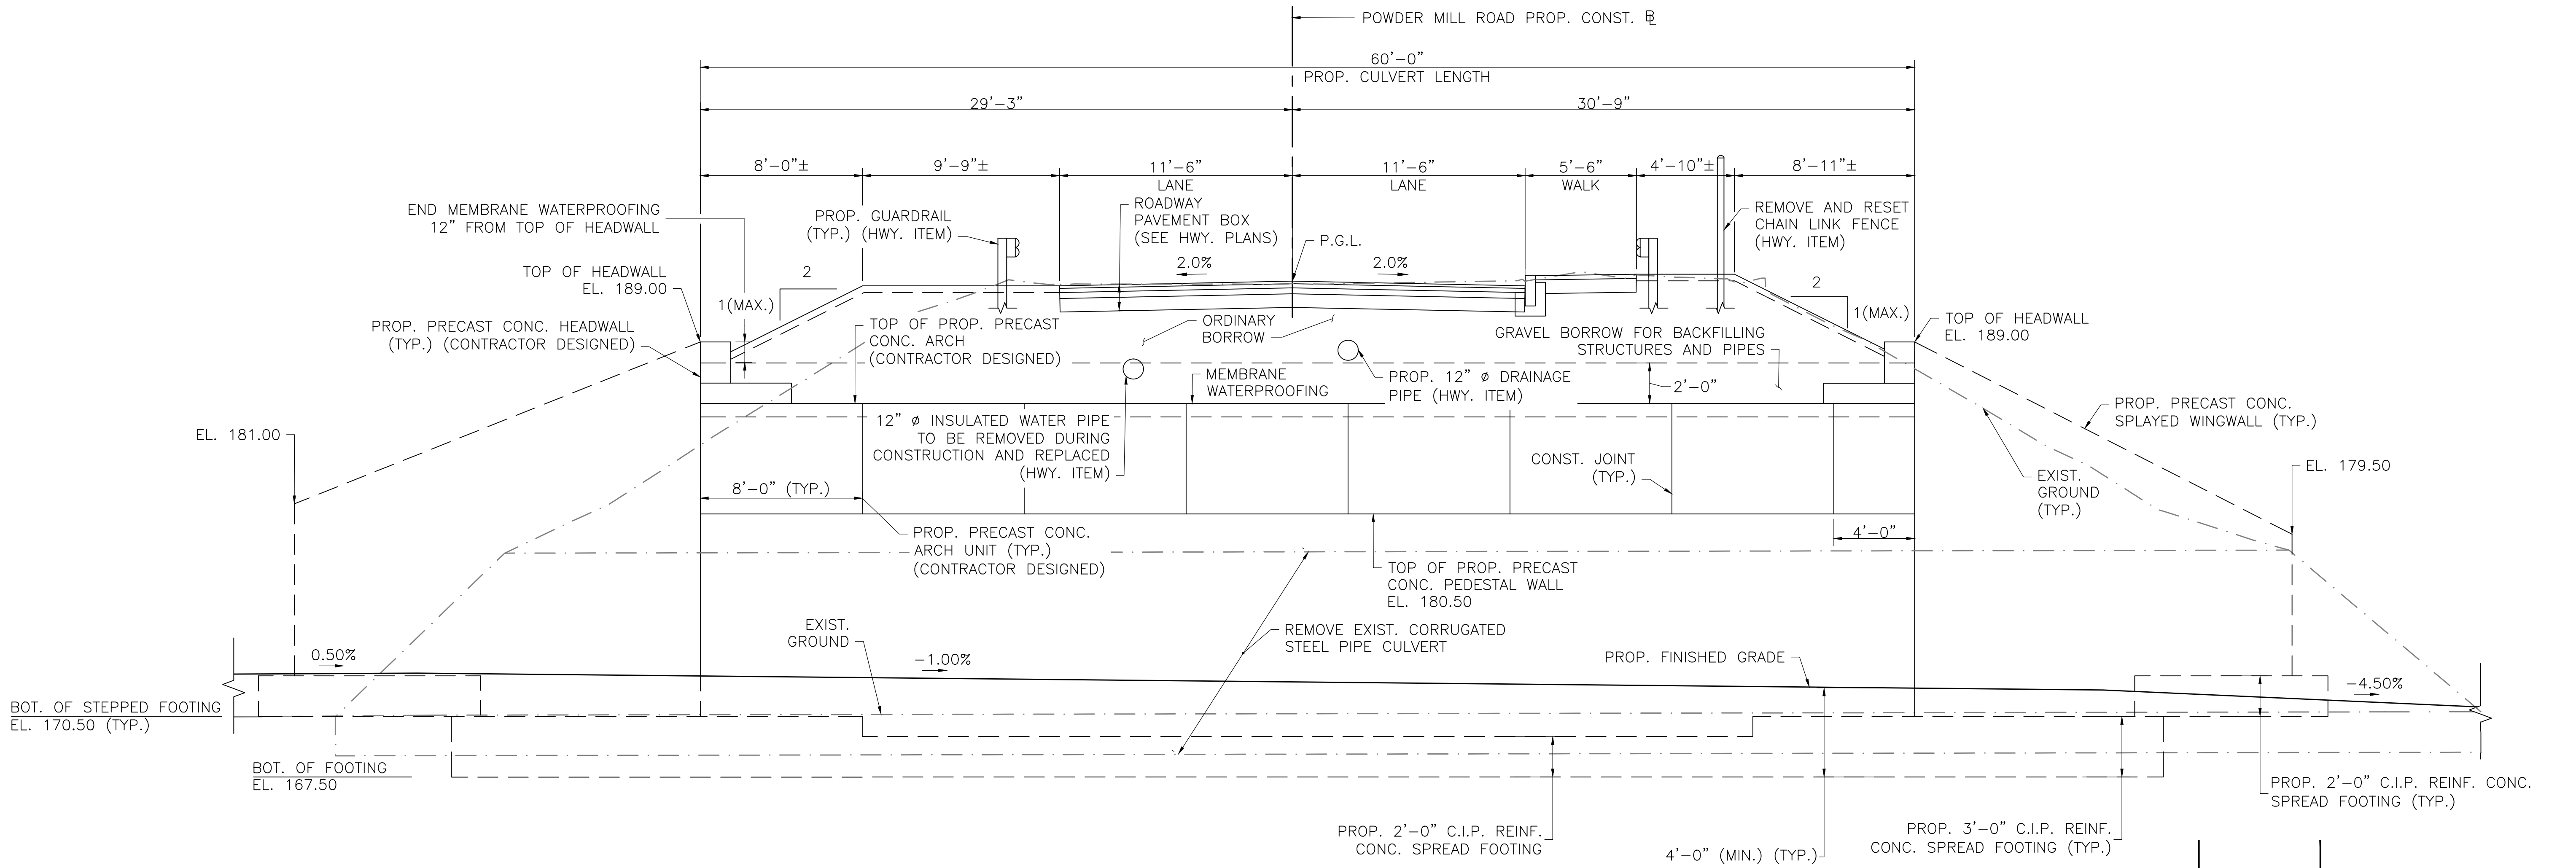 POWDER MILL ROAD PROP. CONST. ℄
60'-0"
PROP. CULVERT LENGTH
29'-3"
30'-9"
8'-0"±
9'-9"±
11'-6"
LANE
11'-6"
LANE
5'-6"
WALK
4'-10"±
8'-11"±
END MEMBRANE WATERPROOFING
12" FROM TOP OF HEADWALL
PROP. GUARDRAIL
(TYP.) (HWY. ITEM)
ROADWAY
PAVEMENT BOX
(SEE HWY. PLANS)
P.G.L.
REMOVE AND RESET
CHAIN LINK FENCE
(HWY. ITEM)
2.0%
2.0%
TOP OF HEADWALL
EL. 189.00
2
1(MAX.)
2
1(MAX.)
TOP OF HEADWALL
EL. 189.00
PROP. PRECAST CONC. HEADWALL
(TYP.) (CONTRACTOR DESIGNED)
TOP OF PROP. PRECAST
CONC. ARCH
(CONTRACTOR DESIGNED)
ORDINARY
BORROW
GRAVEL BORROW FOR BACKFILLING
STRUCTURES AND PIPES
MEMBRANE
WATERPROOFING
PROP. 12" ø DRAINAGE
PIPE (HWY. ITEM)
2'-0"
PROP. PRECAST CONC.
SPLAYED WINGWALL (TYP.)
EL. 181.00
12" ø INSULATED WATER PIPE
TO BE REMOVED DURING
CONSTRUCTION AND REPLACED
(HWY. ITEM)
CONST. JOINT
(TYP.)
EL. 179.50
EXIST.
GROUND
(TYP.)
8'-0" (TYP.)
PROP. PRECAST CONC.
ARCH UNIT (TYP.)
(CONTRACTOR DESIGNED)
4'-0"
TOP OF PROP. PRECAST
CONC. PEDESTAL WALL
EL. 180.50
EXIST.
GROUND
REMOVE EXIST. CORRUGATED
STEEL PIPE CULVERT
0.50%
-1.00%
PROP. FINISHED GRADE
-4.50%
BOT. OF STEPPED FOOTING
EL. 170.50 (TYP.)
BOT. OF FOOTING
EL. 167.50
PROP. 2'-0" C.I.P. REINF. CONC.
SPREAD FOOTING (TYP.)
PROP. 2'-0" C.I.P. REINF.
CONC. SPREAD FOOTING
4'-0" (MIN.) (TYP.)
PROP. 3'-0" C.I.P. REINF.
CONC. SPREAD FOOTING (TYP.)